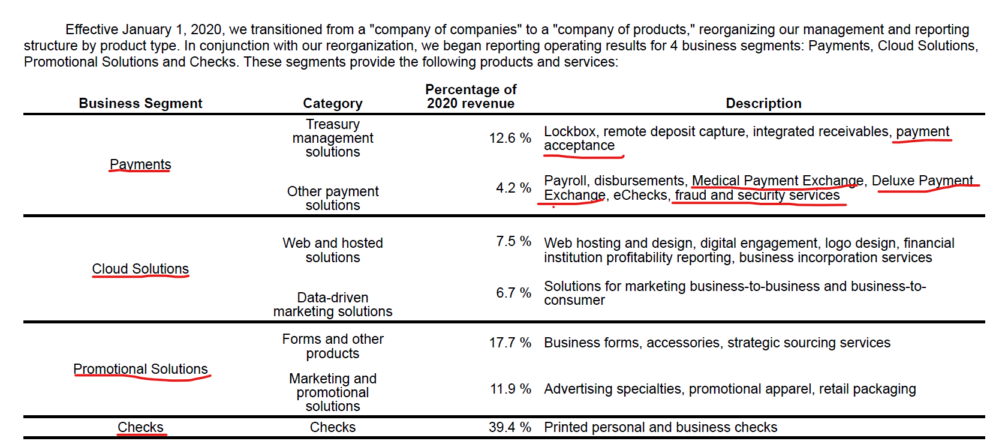 Effective January 1, 2020, we transitioned from a "company of companies" to a "company of products," reorganizing our management and reporting
structure by product type. In conjunction with our reorganization, we began reporting operating results for 4 business segments: Payments, Cloud Solutions,
Promotional Solutions and Checks. These segments provide the following products and services:
Business Segment Category Percentage of
2020 revenue Description
Payments
Treasury
management
solutions
12.6 %
Lockbox, remote deposit capture, integrated receivables, payment
acceptance
Other payment
solutions
4.2 %
Payroll, disbursements, Medical Payment Exchange, Deluxe Payment
Exchange, eChecks, fraud and security services
Cloud Solutions
Web and hosted
solutions
7.5 %
Web hosting and design, digital engagement, logo design, financial
institution profitability reporting, business incorporation services
Data-driven
marketing solutions
6.7 %
Solutions for marketing business-to-business and business-to-
consumer
Promotional Solutions
Forms and other
products
17.7 %
Business forms, accessories, strategic sourcing services
Marketing and
promotional
solutions
11.9 %
Advertising specialties, promotional apparel, retail packaging
Checks Checks 39.4 % Printed personal and business checks